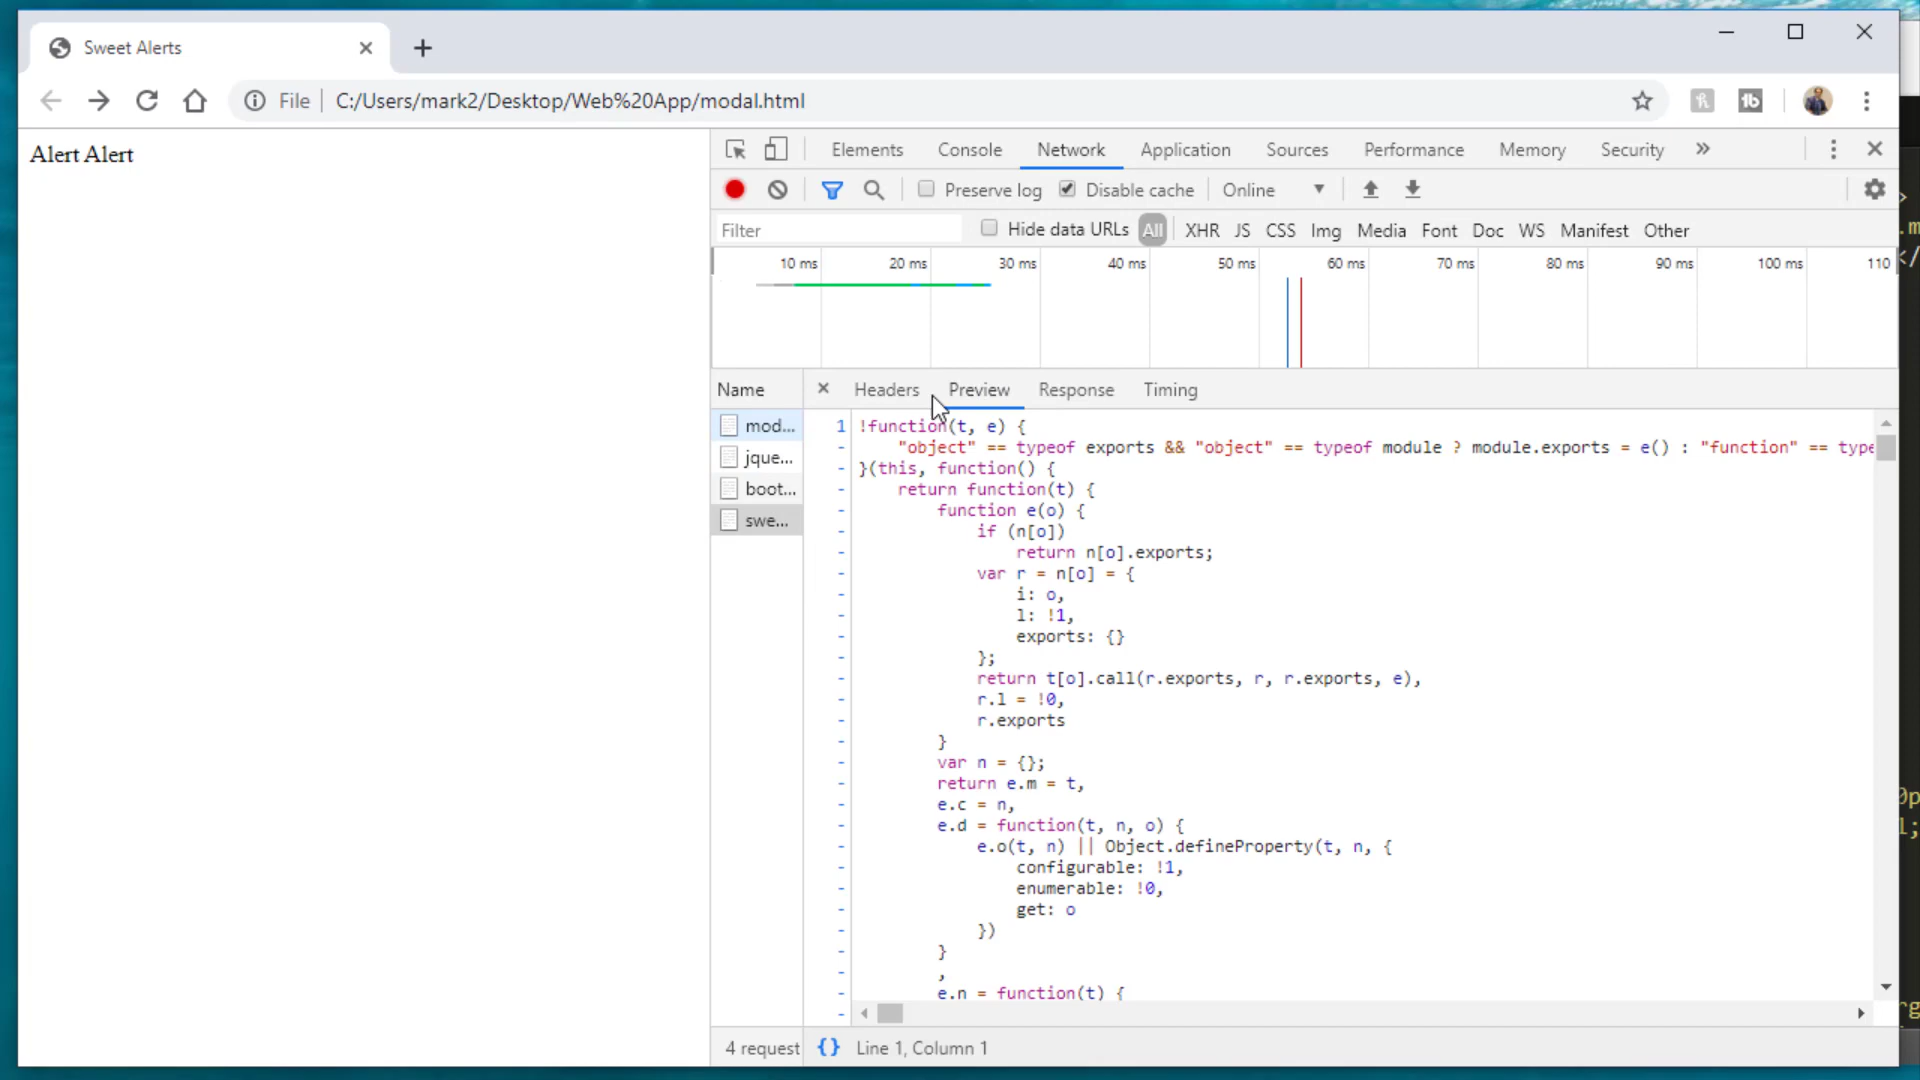 Sweet Alerts
File C:/Users/mark2/Desktop/Web%20App/modal.html
Alert Alert
Elements Console Network Application Sources Performance Memory Security
Preserve log Disable cache Online
Filter Hide data URLs All XHR JS CSS Img Media Font Doc WS Manifest Other
10 ms 20 ms 30 ms 40 ms 50 ms 60 ms 70 ms 80 ms 90 ms 100 ms 110
Name Headers Preview Response Timing
mod...
jque...
boot...
swe...
1 !function(t, e) {
- "object" == typeof exports && "object" == typeof module ? module.exports = e() : "function" == type
- }(this, function() {
- return function(t) {
- function e(o) {
- if (n[o])
- return n[o].exports;
- var r = n[o] = {
- i: o,
- l: !1,
- exports: {}
- };
- return t[o].call(r.exports, r, r.exports, e),
- r.l = !0,
- r.exports
- }
- var n = {};
- return e.m = t,
- e.c = n,
- e.d = function(t, n, o) {
- e.o(t, n) || Object.defineProperty(t, n, {
- configurable: !1,
- enumerable: !0,
- get: o
- })
- }
- ,
- e.n = function(t) {
-
4 request {} Line 1, Column 1